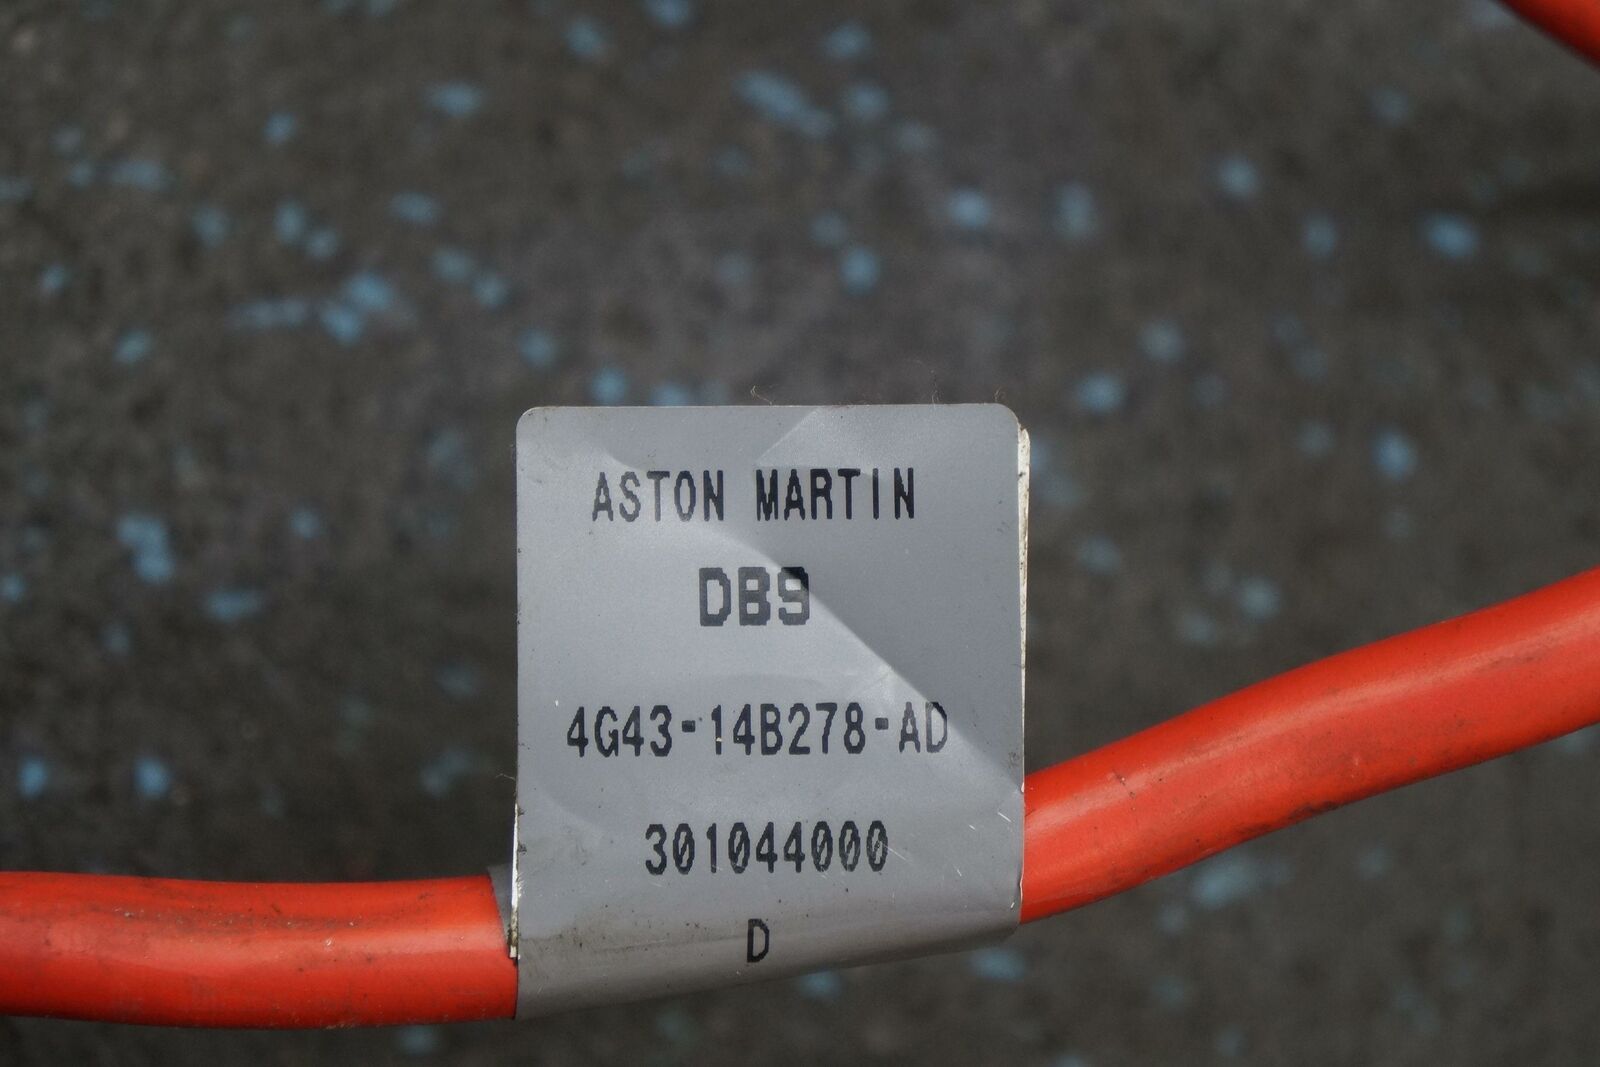 ASTON MARTIN
DB9
4G43-14B278-AD
301044000
D